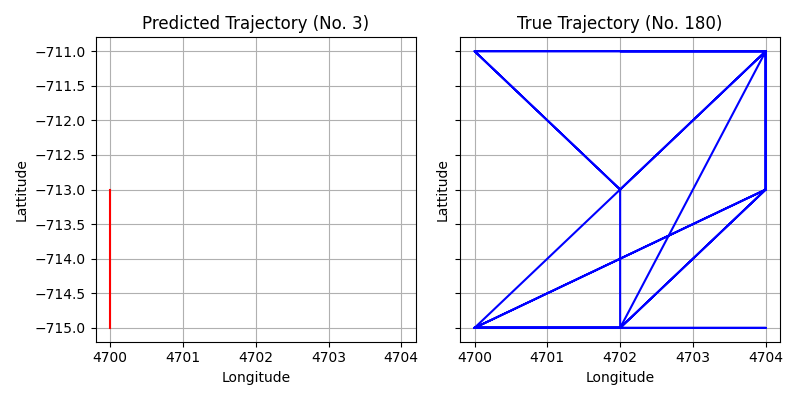 Predicted Trajectory (No. 3)
True Trajectory (No. 180)
Lattitude
−711.0
−711.5
−712.0
−712.5
−713.0
−713.5
−714.0
−714.5
−715.0
4700 4701 4702 4703 4704
Longitude
Lattitude
4700 4701 4702 4703 4704
Longitude